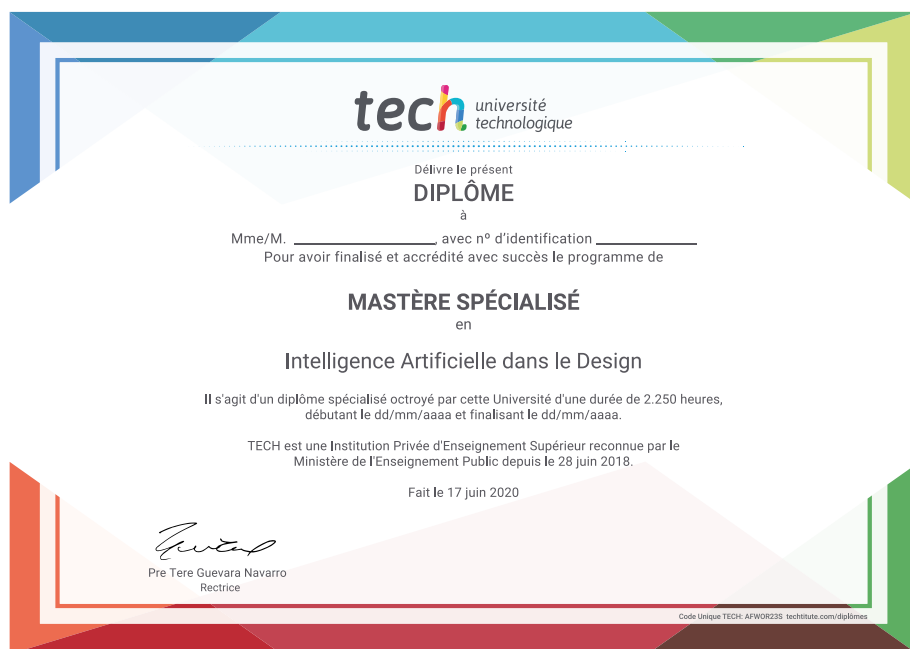 tech université
technologique
Délivre le présent
DIPLÔME
à
Mme/M. ____________________, avec nº d'identification ______________
Pour avoir finalisé et accrédité avec succès le programme de
MASTÈRE SPÉCIALISÉ
en
Intelligence Artificielle dans le Design
Il s'agit d'un diplôme spécialisé octroyé par cette Université d'une durée de 2.250 heures,
débutant le dd/mm/aaaa et finalisant le dd/mm/aaaa.
TECH est une Institution Privée d'Enseignement Supérieur reconnue par le
Ministère de l'Enseignement Public depuis le 28 juin 2018.
Fait le 17 juin 2020
Pre Tere Guevara Navarro
Rectrice
Code Unique TECH: AFWOR23S techtitute.com/diplômes